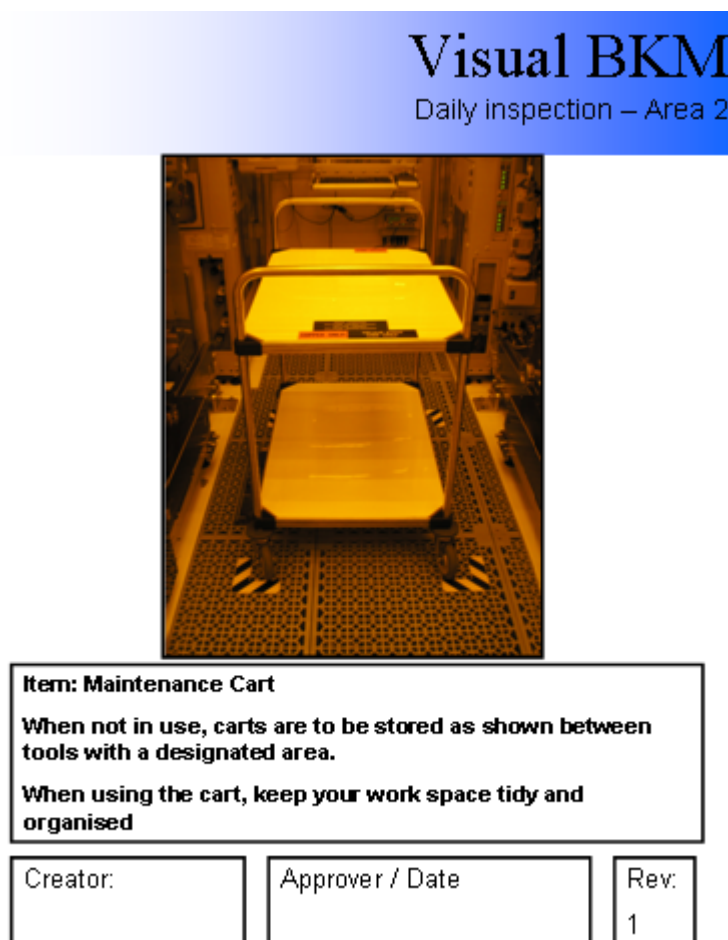 Visual BKM
Daily inspection – Area 2
Item: Maintenance Cart
When not in use, carts are to be stored as shown between
tools with a designated area.
When using the cart, keep your work space tidy and
organised
Creator:
Approver / Date
Rev:
1